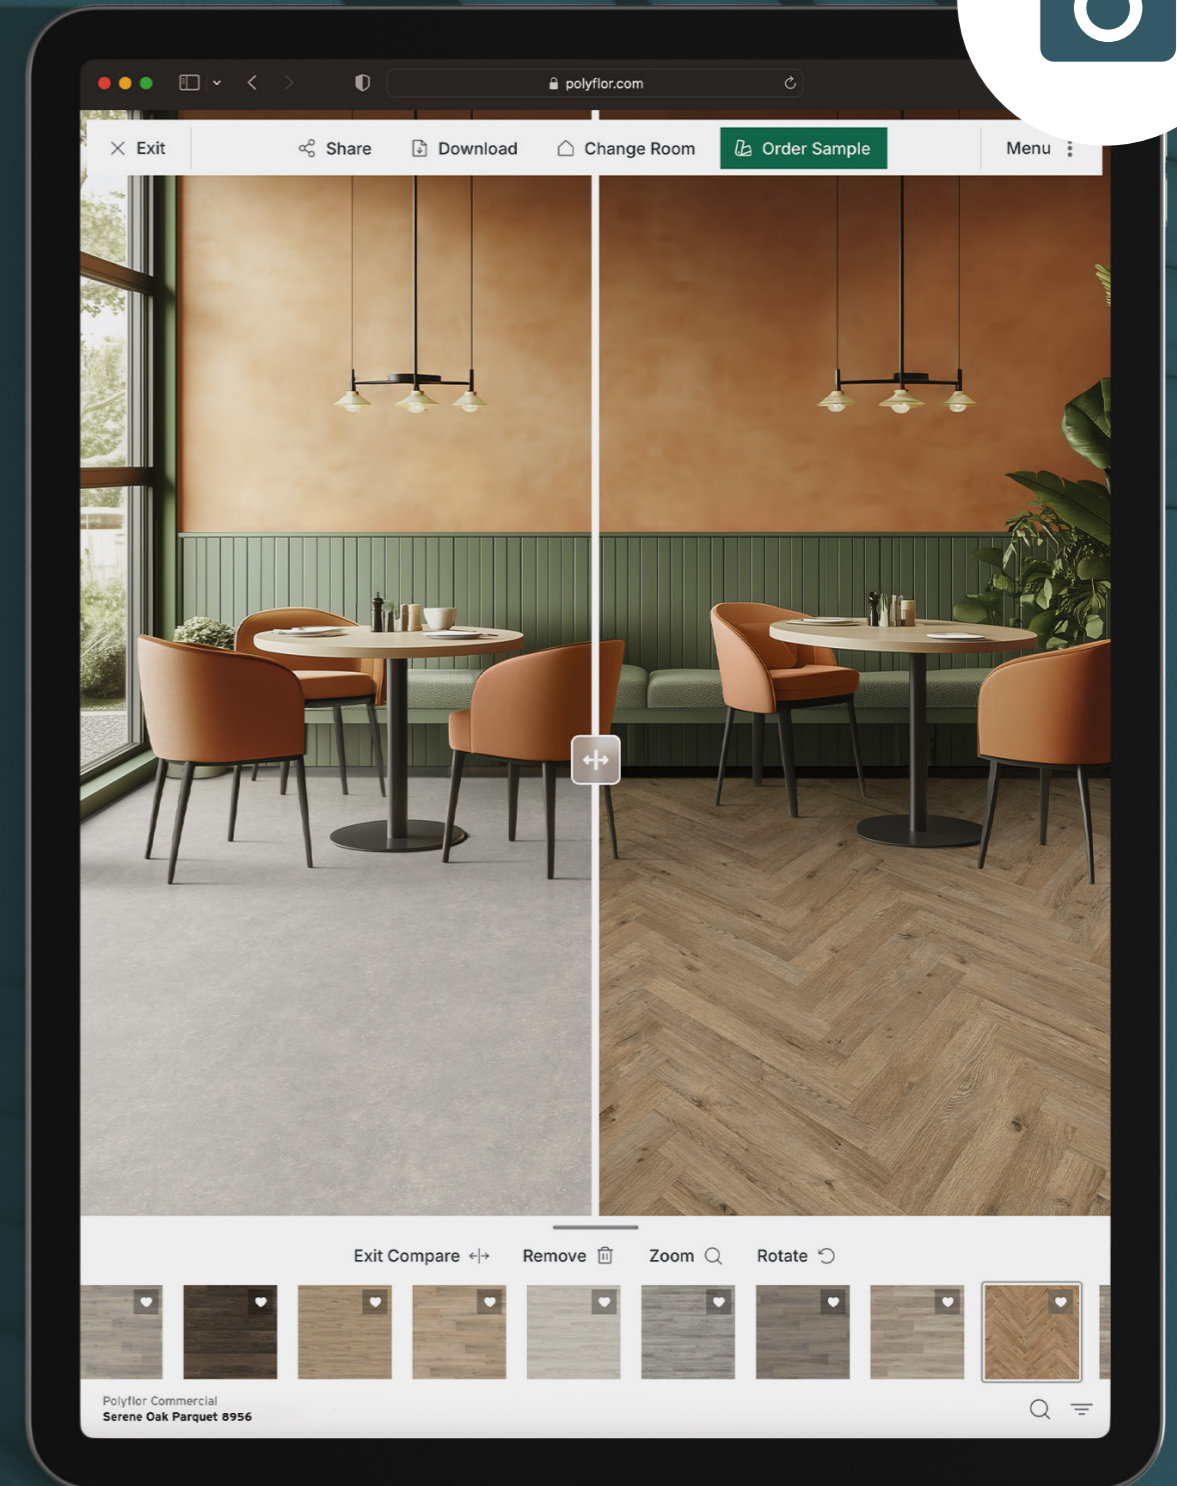 polyflor.com
Exit
Share
Download
Change Room
Order Sample
Menu
Exit Compare
Remove
Zoom
Rotate
Polyflor Commercial
Serene Oak Parquet 8956